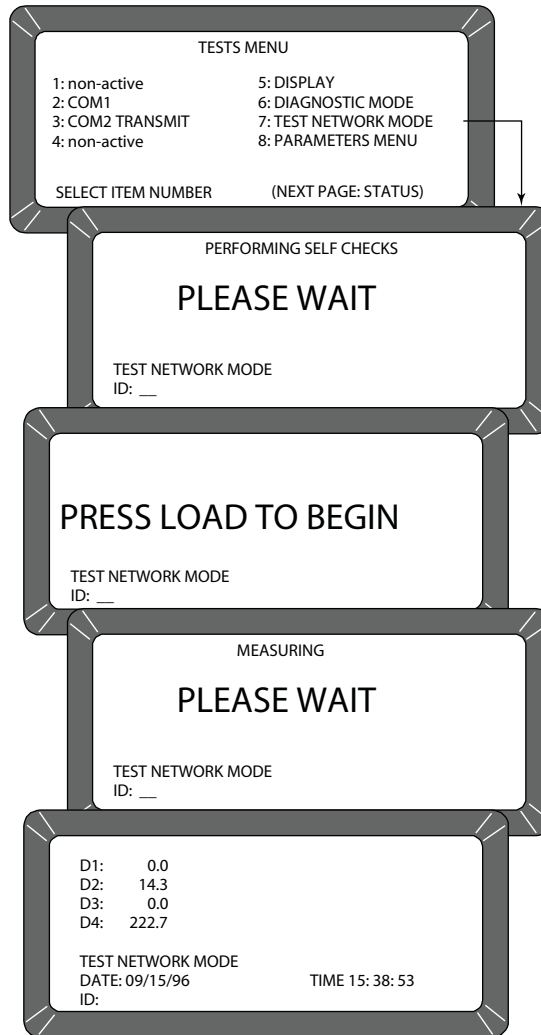 TESTS MENU
1: non-active 5: DISPLAY
2: COM1 6: DIAGNOSTIC MODE
3: COM2 TRANSMIT 7: TEST NETWORK MODE
4: non-active 8: PARAMETERS MENU
SELECT ITEM NUMBER (NEXT PAGE: STATUS)
PERFORMING SELF CHECKS
PLEASE WAIT
TEST NETWORK MODE
ID: __
PRESS LOAD TO BEGIN
TEST NETWORK MODE
ID: __
MEASURING
PLEASE WAIT
TEST NETWORK MODE
ID: __
D1: 0.0
D2: 14.3
D3: 0.0
D4: 222.7
TEST NETWORK MODE
DATE: 09/15/96 TIME 15: 38: 53
ID: